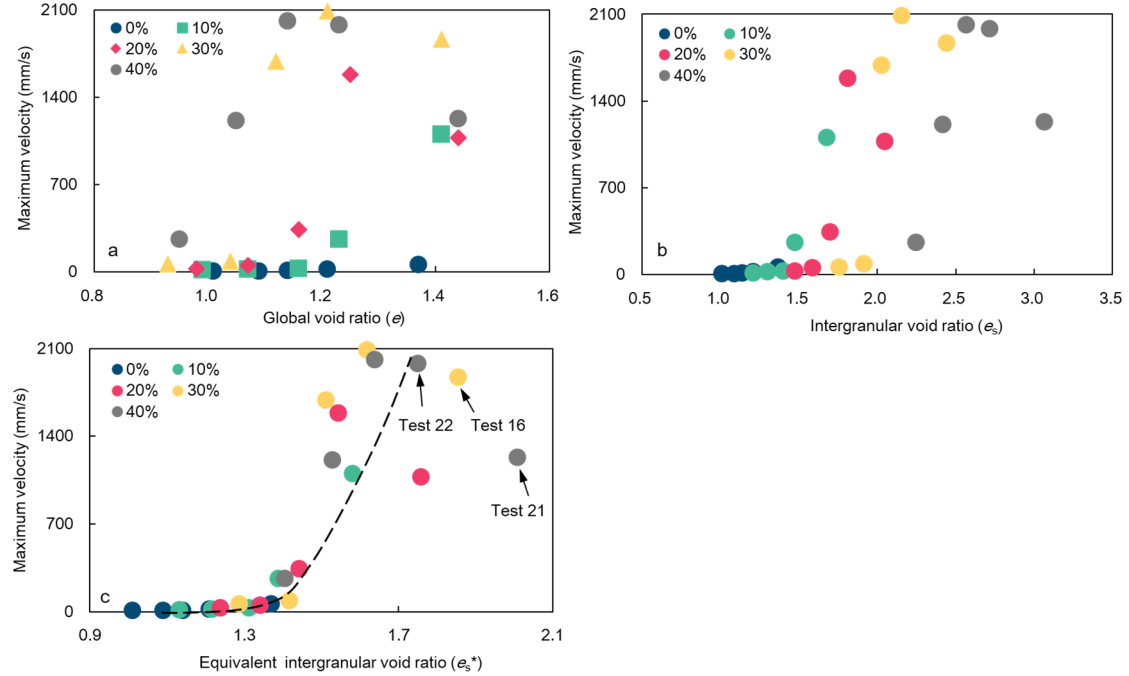 2100
1400
700
0
Maximum velocity (mm/s)
0% 10%
20% 30%
40%
a
0.8 1.0 1.2 1.4 1.6
Global void ratio (e)
2100
1400
700
0
Maximum velocity (mm/s)
0% 10%
20% 30%
40%
b
0.5 1.0 1.5 2.0 2.5 3.0 3.5
Intergranular void ratio (es)
2100
1400
700
0
Maximum velocity (mm/s)
0% 10%
20% 30%
40%
Test 22 Test 16
Test 21
c
0.9 1.3 1.7 2.1
Equivalent intergranular void ratio (es*)